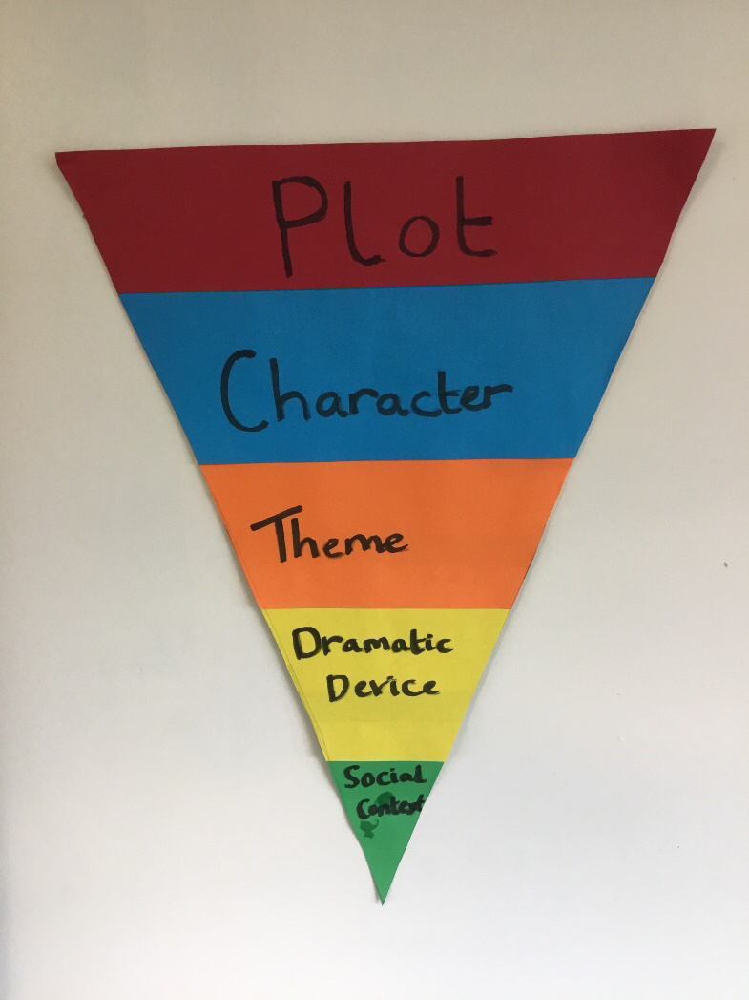 Plot
Character
Theme
Dramatic
Device
Social
Context